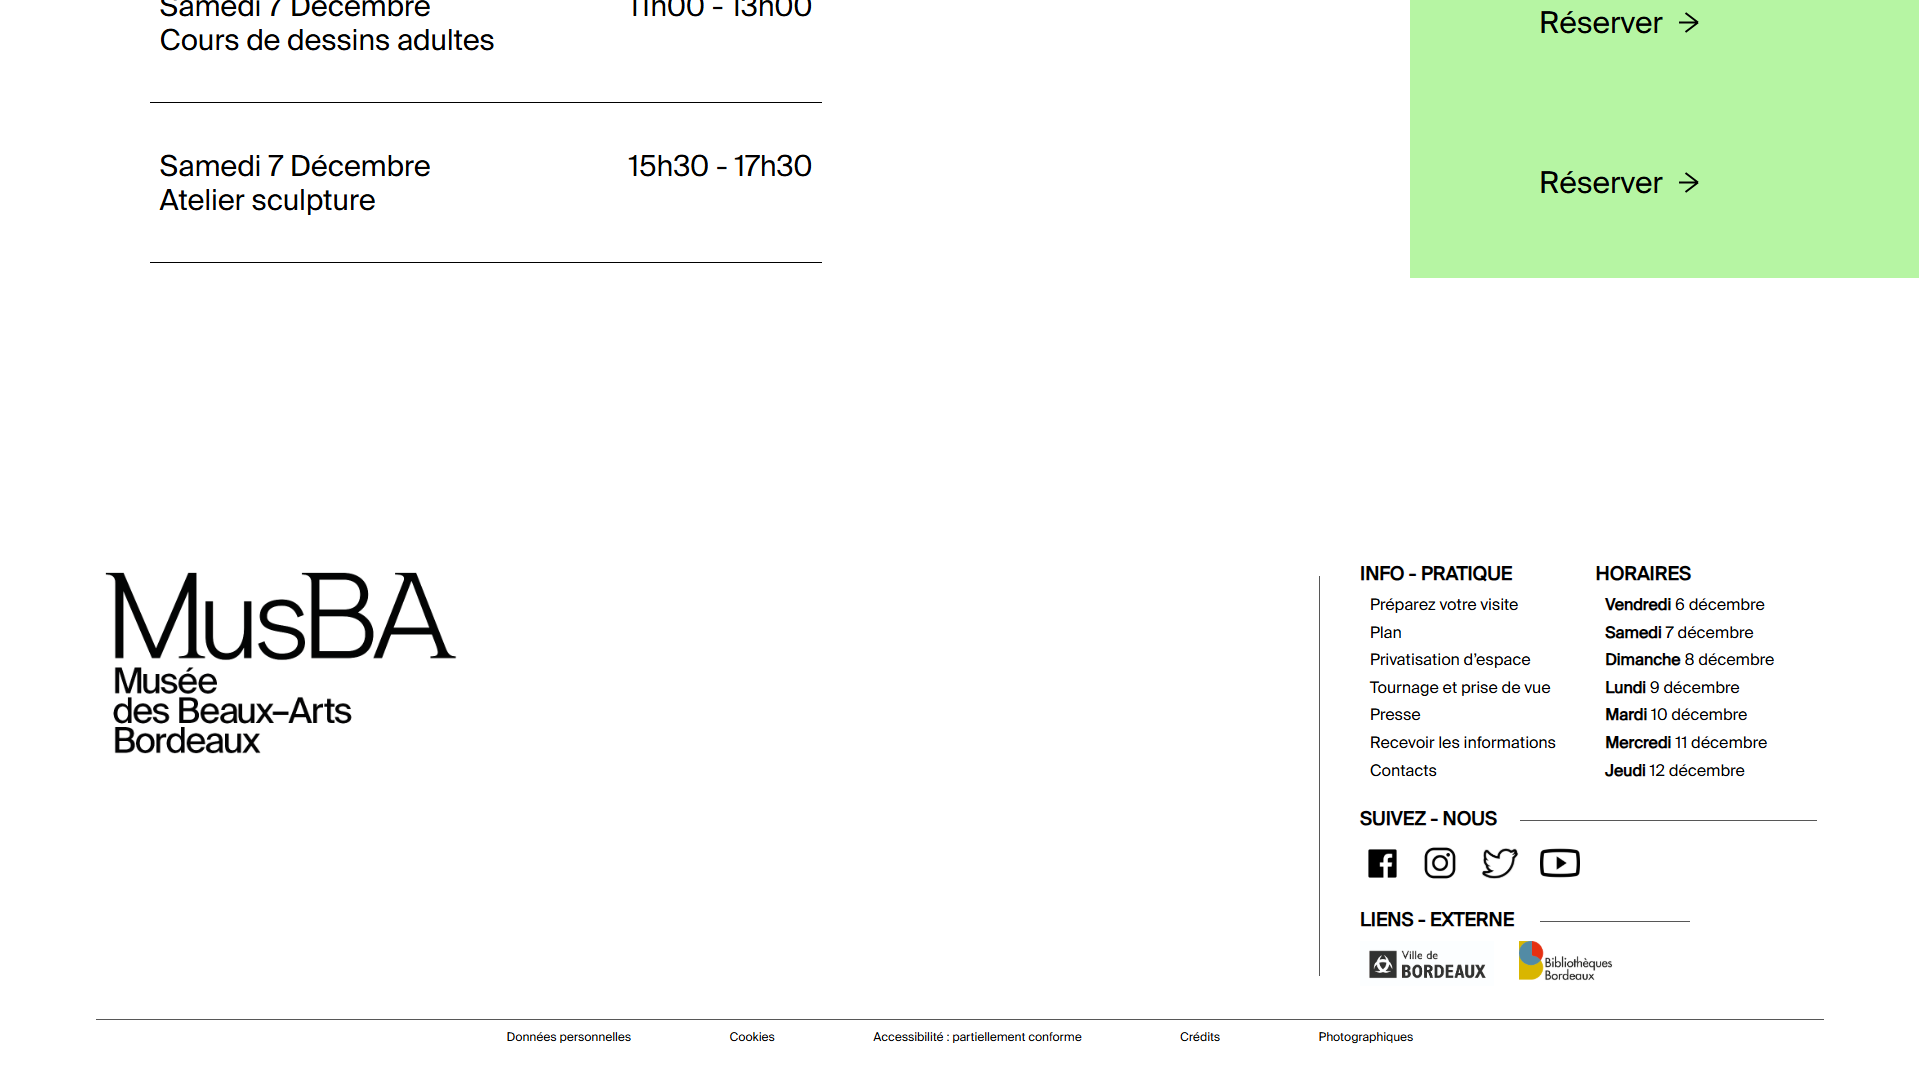 Samedi 7 Décembre 11h00 - 13h00
Cours de dessins adultes
Réserver →
Samedi 7 Décembre 15h30 - 17h30
Atelier sculpture
Réserver →
MusBA
Musée
des Beaux-Arts
Bordeaux
INFO - PRATIQUE
Préparez votre visite
Plan
Privatisation d'espace
Tournage et prise de vue
Presse
Recevoir les informations
Contacts
HORAIRES
Vendredi 6 décembre
Samedi 7 décembre
Dimanche 8 décembre
Lundi 9 décembre
Mardi 10 décembre
Mercredi 11 décembre
Jeudi 12 décembre
SUIVEZ - NOUS
LIENS - EXTERNE
Ville de
BORDEAUX
Bibliothèques
Bordeaux
Données personnelles Cookies Accessibilité : partiellement conforme Crédits Photographiques